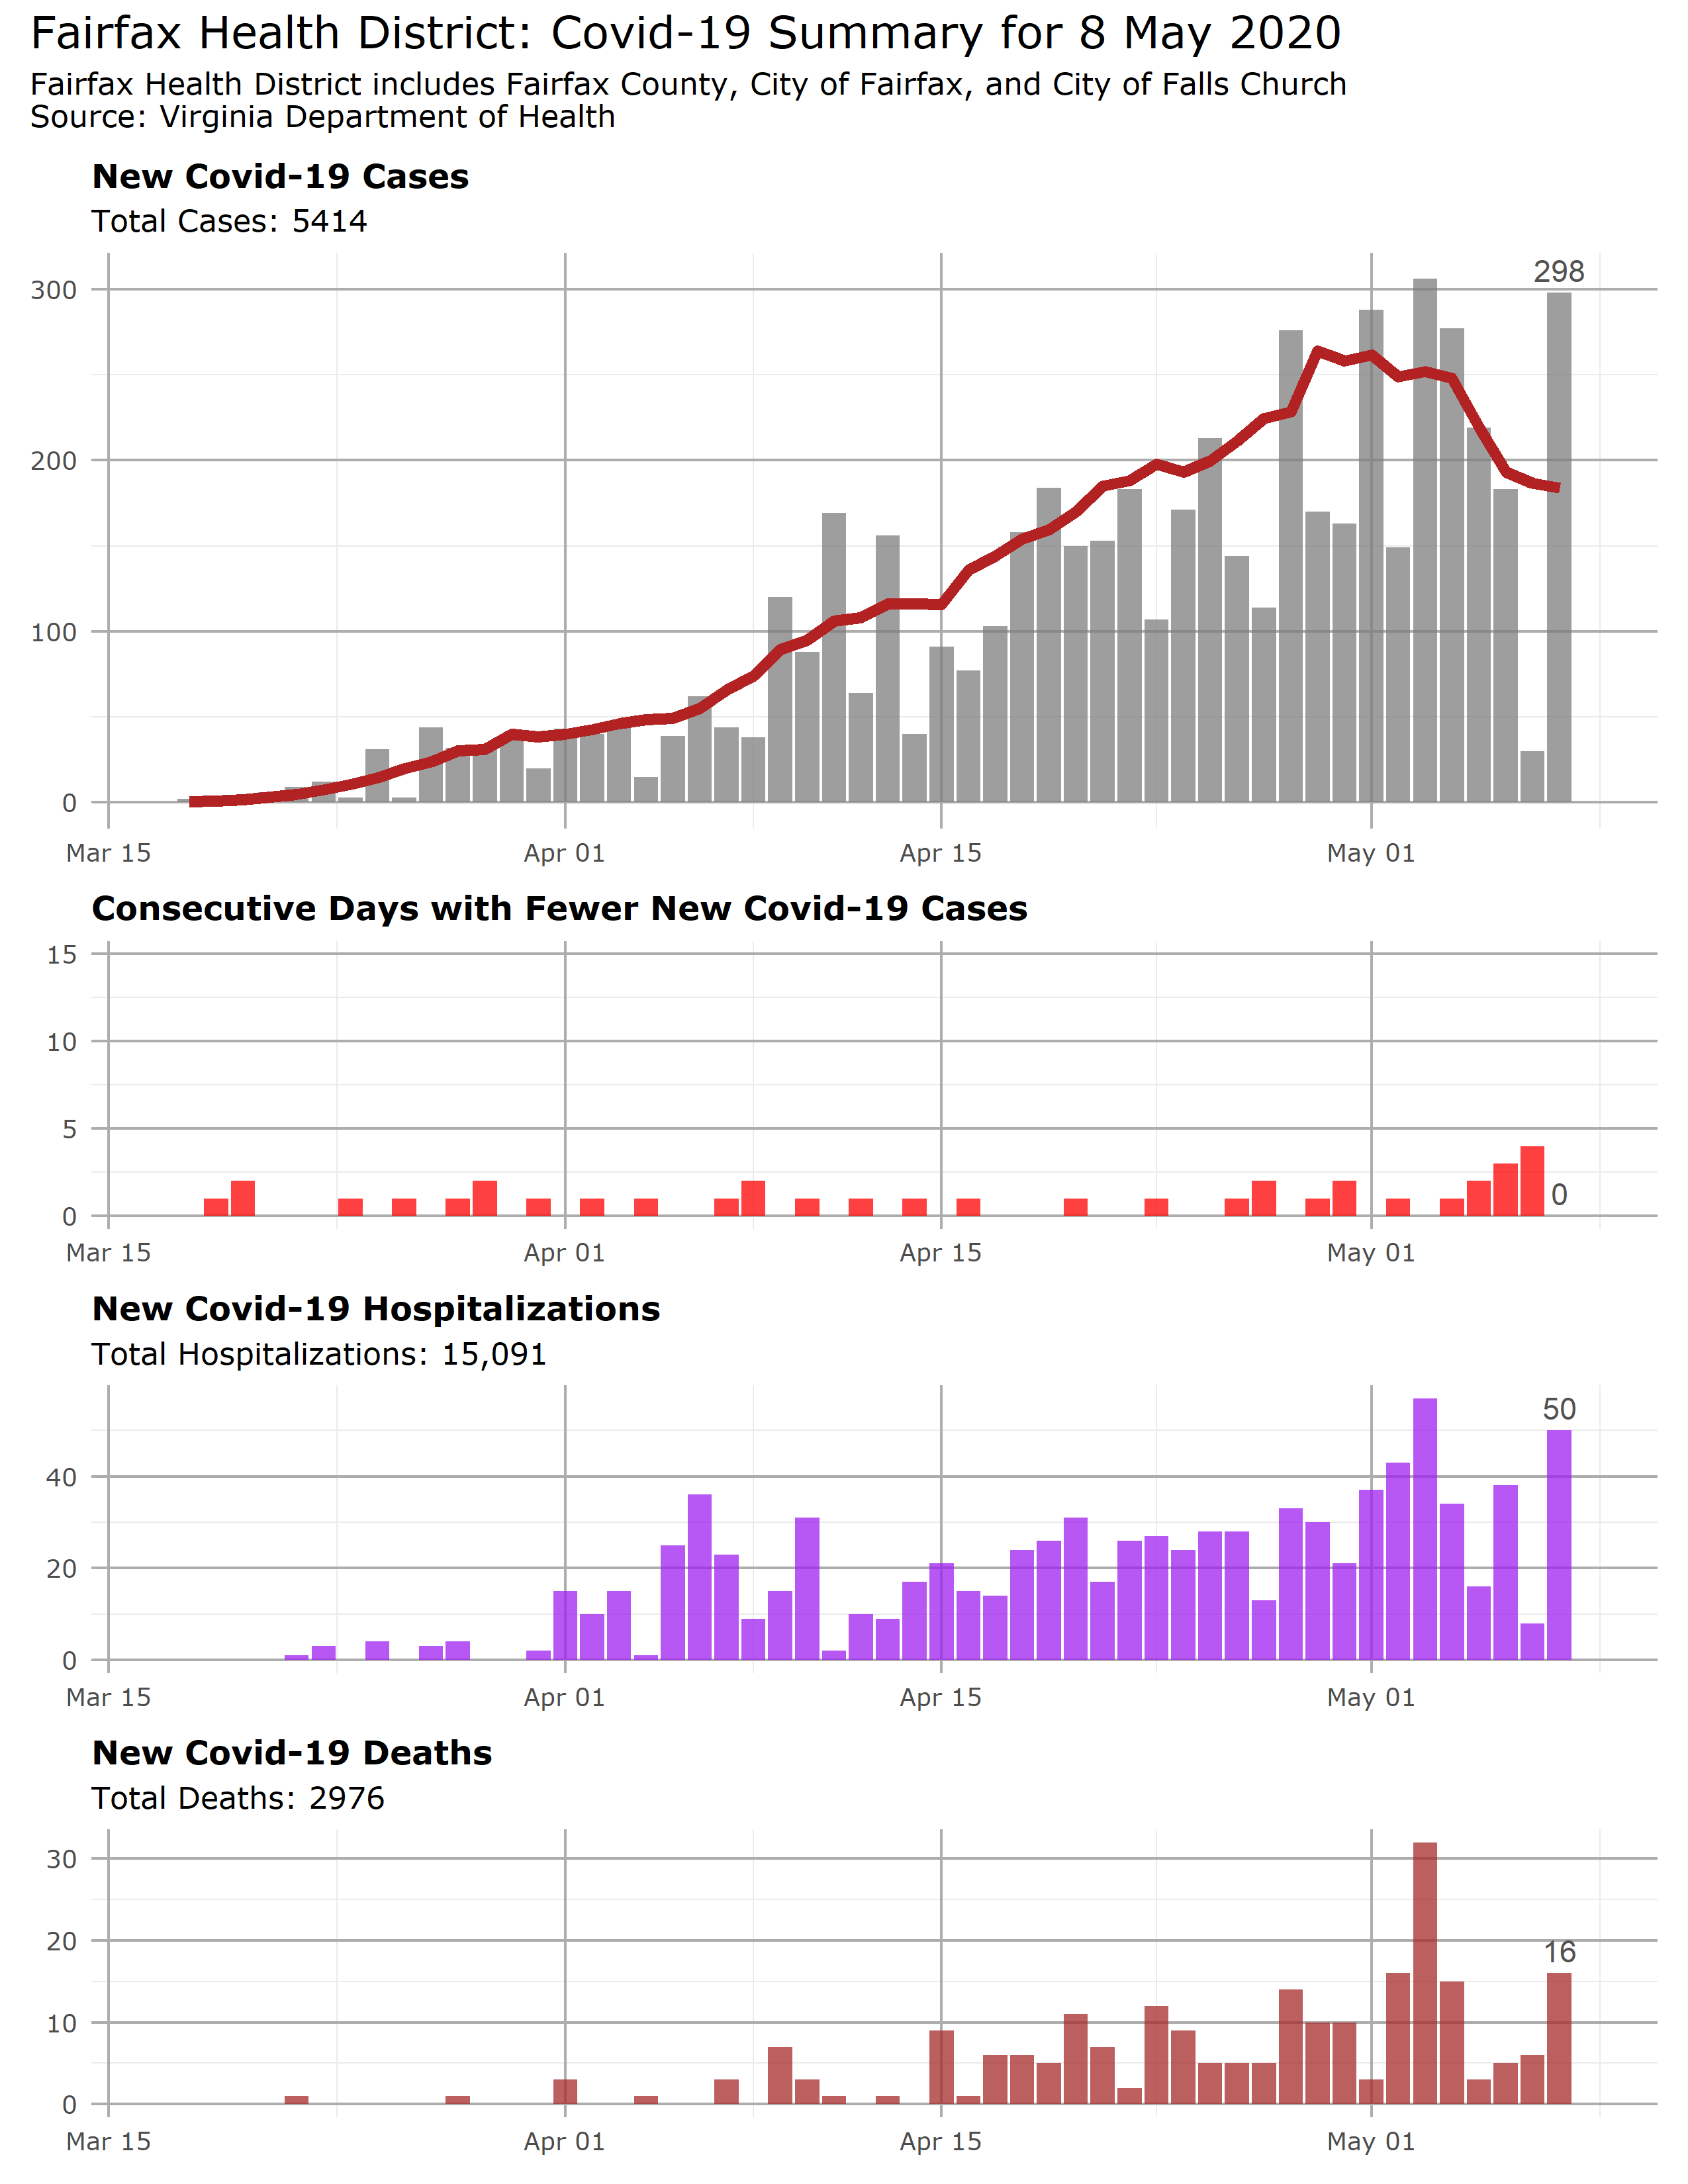 Fairfax Health District: Covid-19 Summary for 8 May 2020
Fairfax Health District includes Fairfax County, City of Fairfax, and City of Falls Church
Source: Virginia Department of Health
New Covid-19 Cases
Total Cases: 5414
298
300
200
100
0
Mar 15 Apr 01 Apr 15 May 01
Consecutive Days with Fewer New Covid-19 Cases
15
10
5
0
0
Mar 15 Apr 01 Apr 15 May 01
New Covid-19 Hospitalizations
Total Hospitalizations: 15,091
50
40
20
0
Mar 15 Apr 01 Apr 15 May 01
New Covid-19 Deaths
Total Deaths: 2976
30
20
16
10
0
Mar 15 Apr 01 Apr 15 May 01